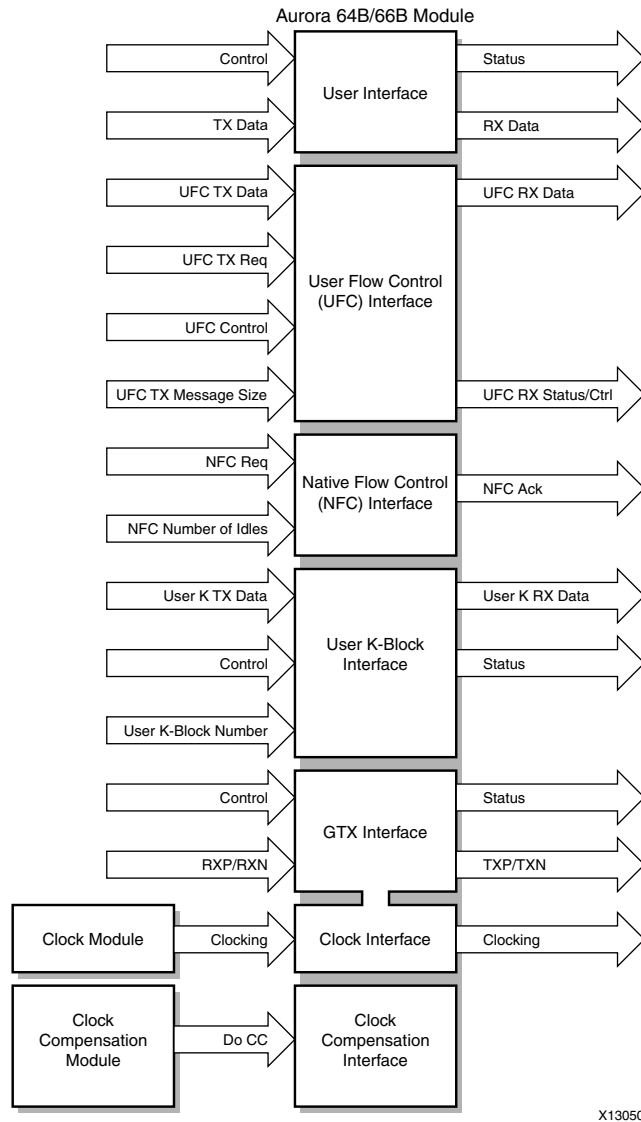 Aurora 64B/66B Module
Control
User Interface
Status
TX Data
RX Data
UFC TX Data
UFC RX Data
UFC TX Req
User Flow Control
(UFC) Interface
UFC Control
UFC TX Message Size
UFC RX Status/Ctrl
NFC Req
Native Flow Control
(NFC) Interface
NFC Ack
NFC Number of Idles
User K TX Data
User K RX Data
User K-Block
Interface
Control
Status
User K-Block Number
Control
Status
GTX Interface
RXP/RXN
TXP/TXN
Clock Module
Clocking
Clock Interface
Clocking
Clock
Compensation
Module
Do CC
Clock
Compensation
Interface
X13050